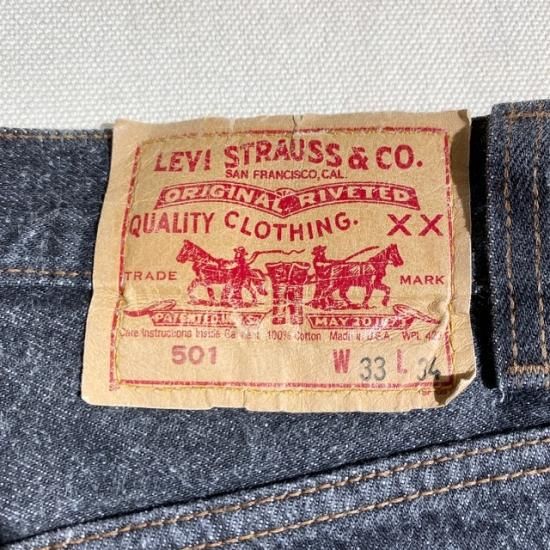 LEVI STRAUSS & CO.
SAN FRANCISCO, CAL.
ORIGINAL RIVETED
QUALITY CLOTHING. XX
TRADE MARK
PATENTED MAY 20
Care Instructions Inside Garment 100% Cotton Made in U.S.A. WPL 423
501 W 33 L 34